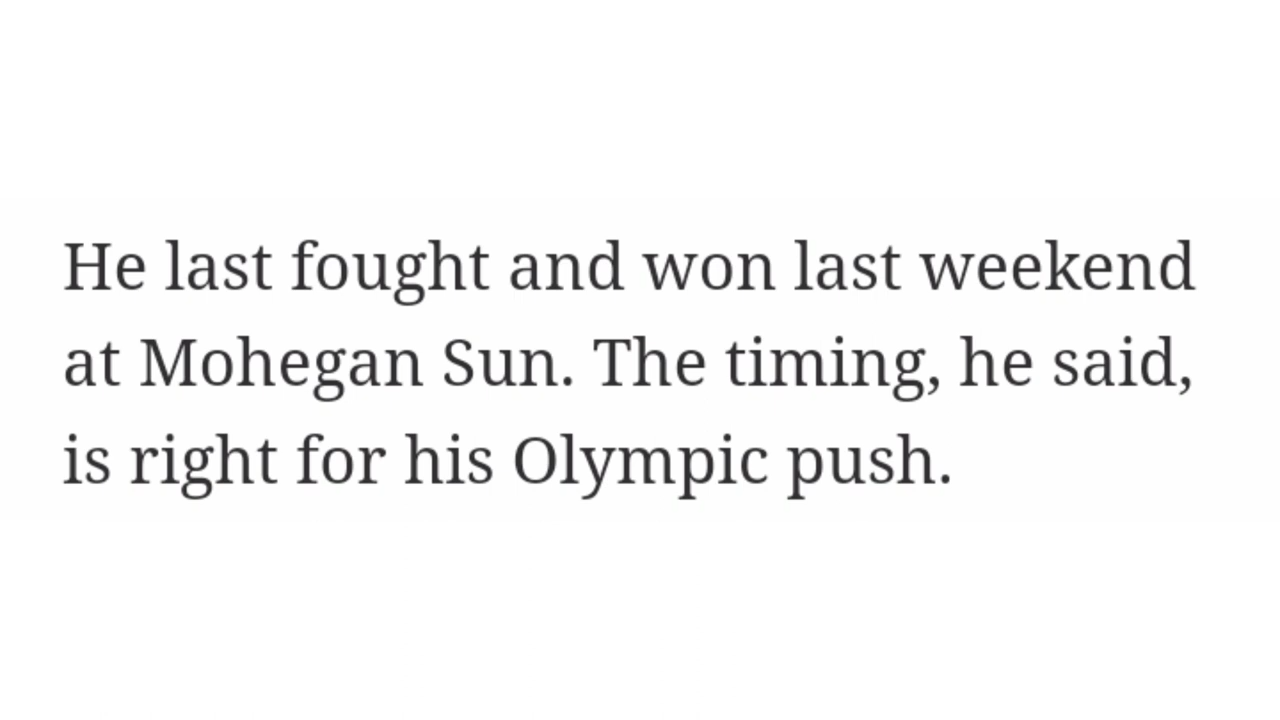 He last fought and won last weekend
at Mohegan Sun. The timing, he said,
is right for his Olympic push.